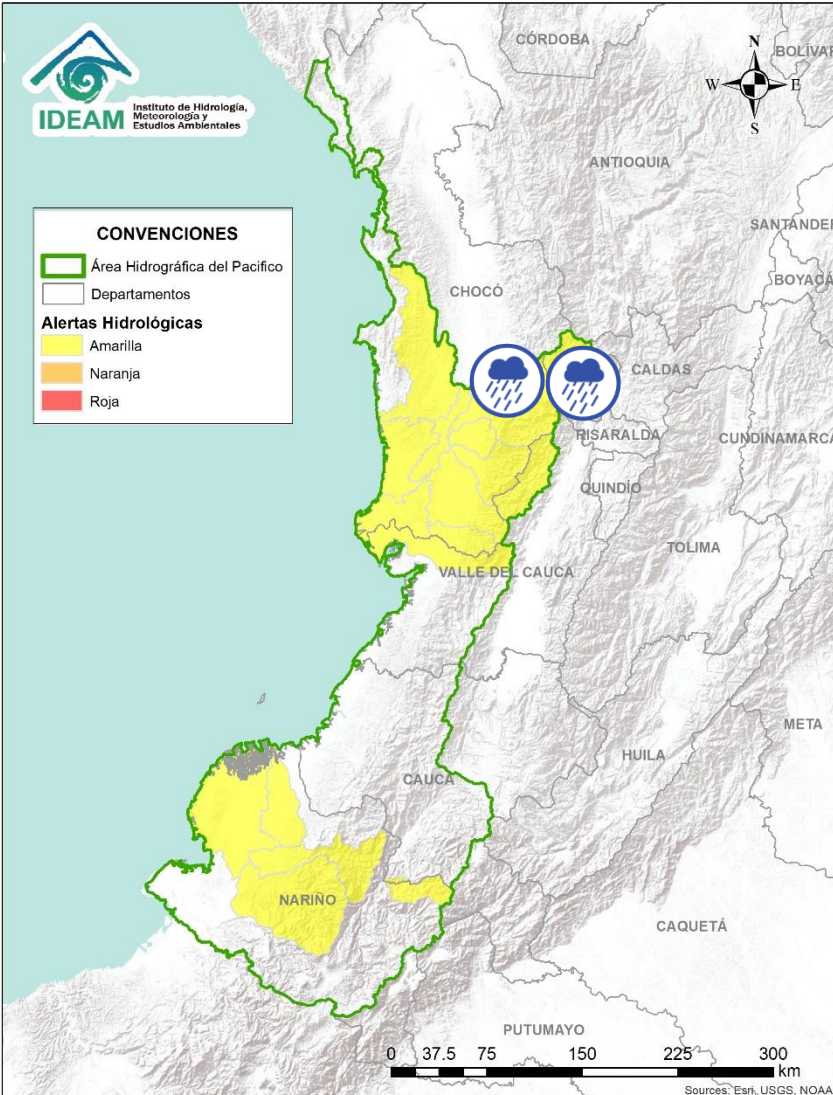 IDEAM
Instituto de Hidrología,
Meteorología y
Estudios Ambientales
N
W
E
S
CÓRDOBA
BOLÍVAR
ANTIOQUIA
SANTANDER
BOYACÁ
CHOCÓ
CALDAS
RISARALDA
CUNDINAMARCA
QUINDÍO
TOLIMA
VALLE DEL CAUCA
META
HUILA
CAUCA
NARIÑO
CAQUETÁ
PUTUMAYO
CONVENCIONES
Área Hidrográfica del Pacifico
Departamentos
Alertas Hidrológicas
Amarilla
Naranja
Roja
0 37.5 75 150 225 300
km
Sources: Esri, USGS, NOAA